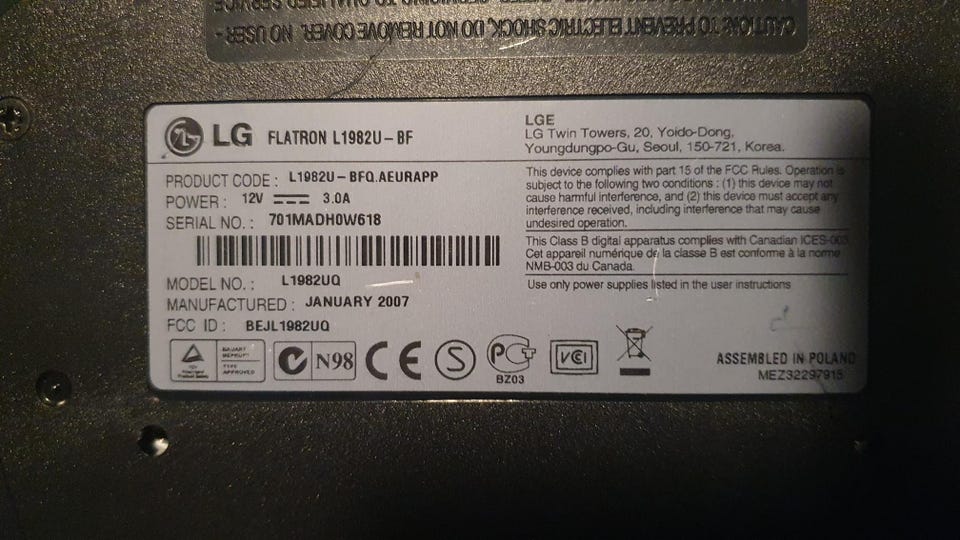 CAUTION: TO PREVENT ELECTRIC SHOCK, DO NOT REMOVE COVER. NO USER -
LG FLATRON L1982U-BF
PRODUCT CODE : L1982U-BFQ.AEURAPP
POWER : 12V 3.0A
SERIAL NO. : 701MADH0W618
MODEL NO. : L1982UQ
MANUFACTURED : JANUARY 2007
FCC ID : BEJL1982UQ
LGE
LG Twin Towers, 20, Yoido-Dong,
Youngdungpo-Gu, Seoul, 150-721, Korea.
This device complies with part 15 of the FCC Rules. Operation is
subject to the following two conditions : (1) this device may not
cause harmful interference, and (2) this device must accept any
interference received, including interference that may cause
undesired operation.
This Class B digital apparatus complies with Canadian ICES-003
Cet appareil numérique de la classe B est conforme à la norme
NMB-003 du Canada.
Use only power supplies listed in the user instructions
BAUART
GEPRÜFT
TYPE
APPROVED
N98
CE
S
BZ03
VCI
ASSEMBLED IN POLAND
MEZ32297915